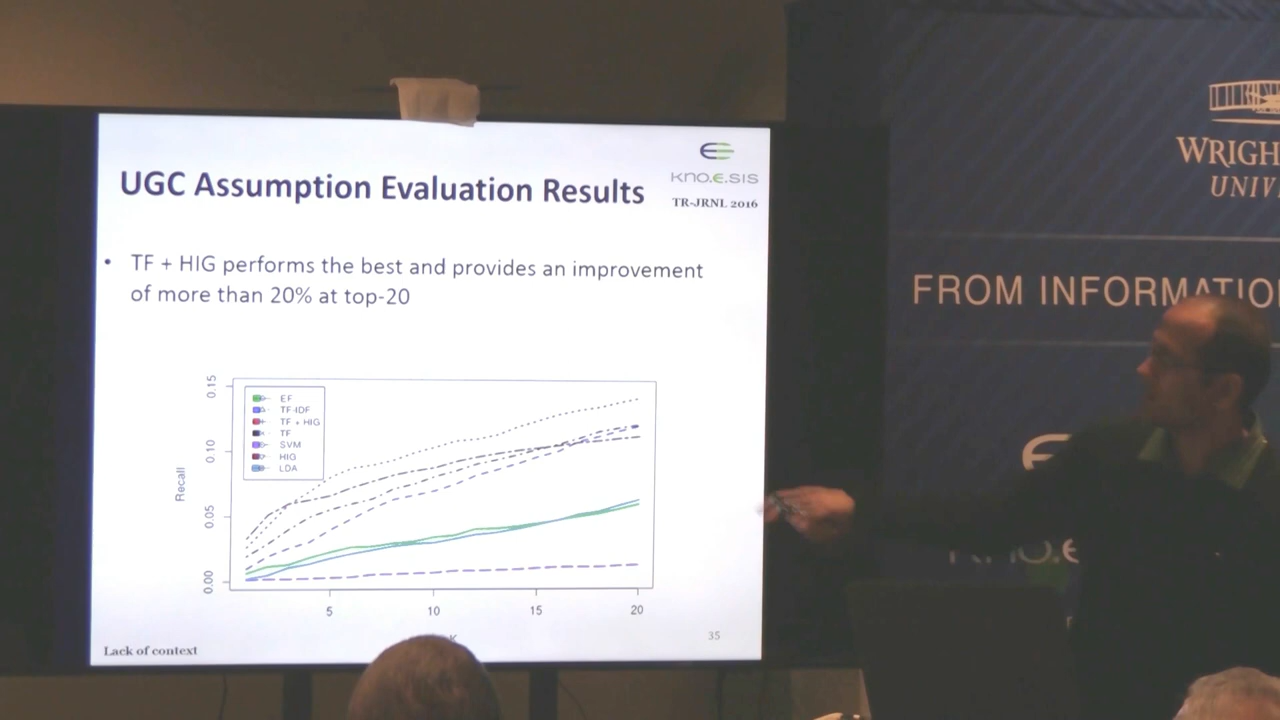 UGC Assumption Evaluation Results
KNO.E.SIS
TR-JRNL 2016
• TF + HIG performs the best and provides an improvement
of more than 20% at top-20
0.15
0.10
0.05
0.00
Recall
EF
TF-IDF
TF + HIG
TF
SVM
HIG
LDA
5 10 15 20
K
35
Lack of context
WRIGH
UNIV
FROM INFORMATIO
KNO.E